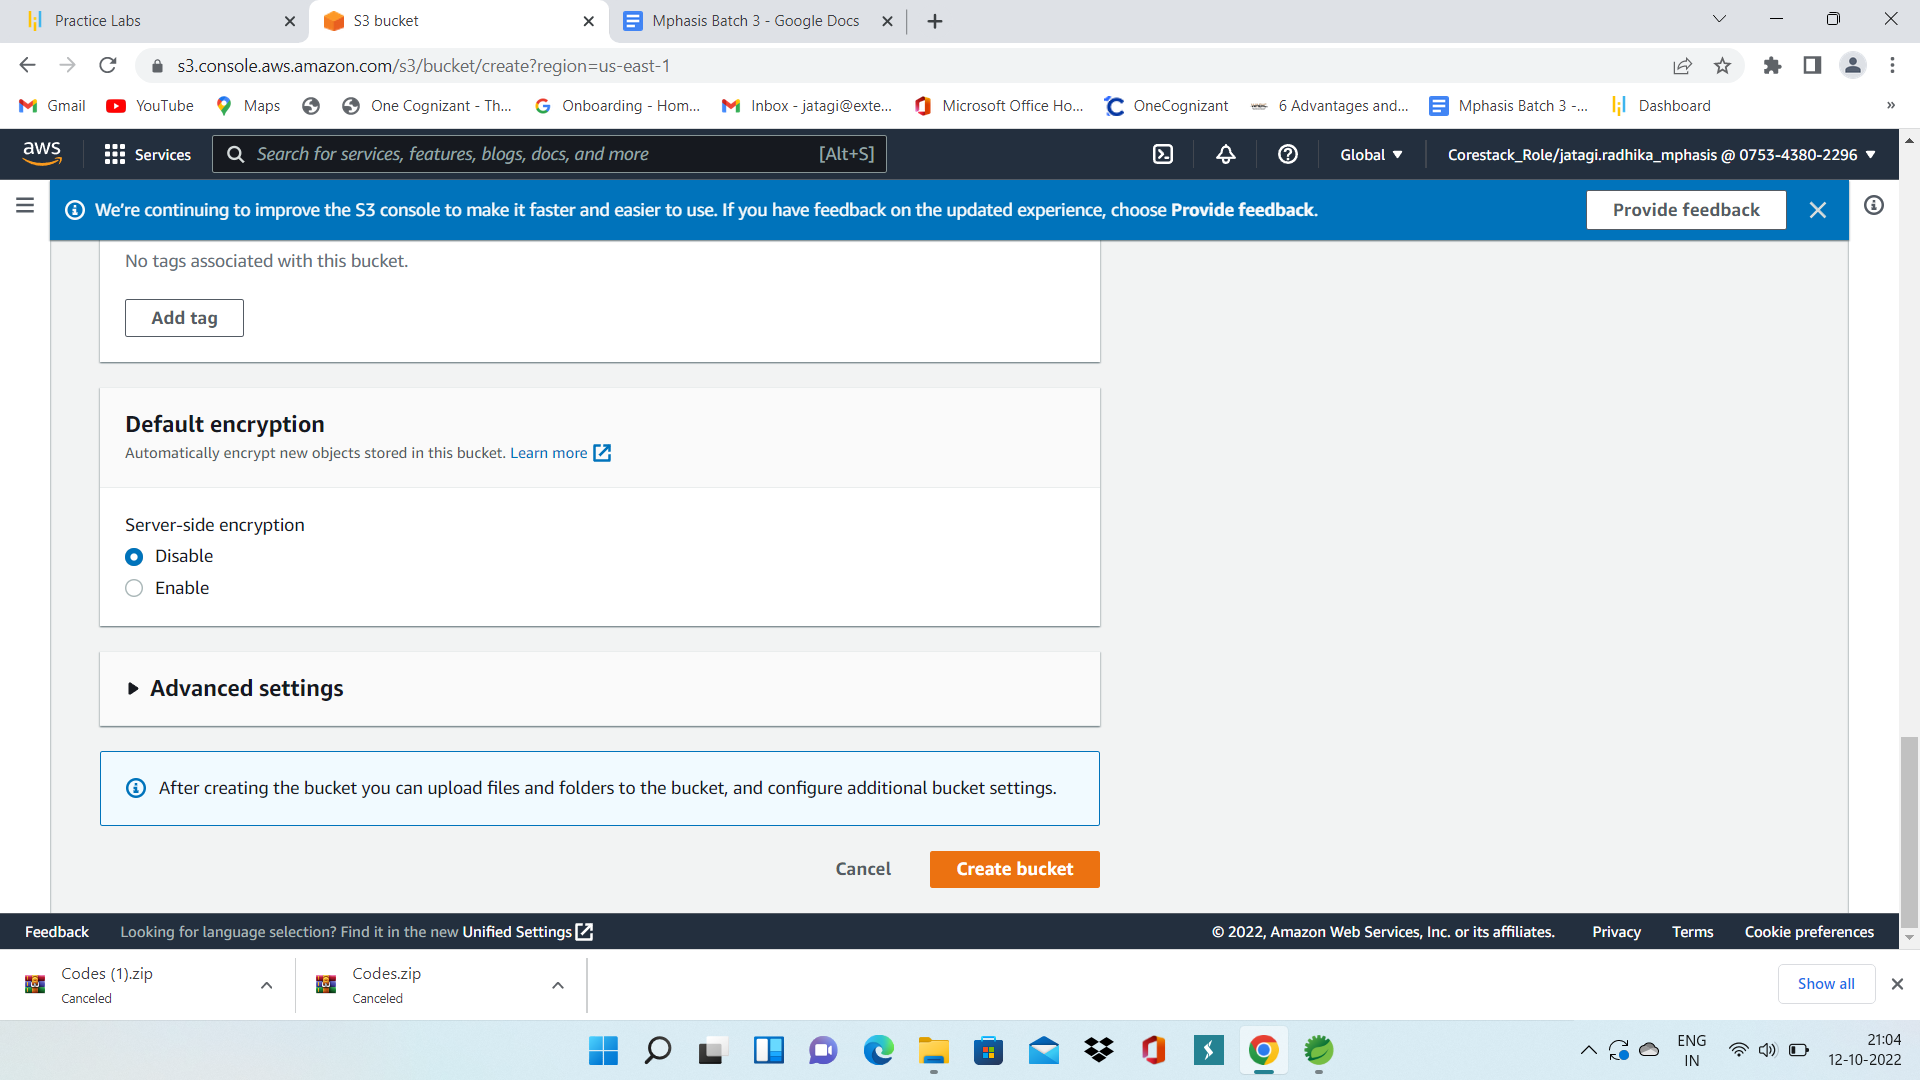 Practice Labs
S3 bucket
Mphasis Batch 3 - Google Docs
s3.console.aws.amazon.com/s3/bucket/create?region=us-east-1
Gmail
YouTube
Maps
One Cognizant - Th...
Onboarding - Hom...
Inbox - jatagi@exte...
Microsoft Office Ho...
OneCognizant
6 Advantages and...
Mphasis Batch 3 -...
Dashboard
»
aws
Services
Search for services, features, blogs, docs, and more
[Alt+S]
Global
Corestack_Role/jatagi.radhika_mphasis @ 0753-4380-2296
We're continuing to improve the S3 console to make it faster and easier to use. If you have feedback on the updated experience, choose Provide feedback.
Provide feedback
No tags associated with this bucket.
Add tag
Default encryption
Automatically encrypt new objects stored in this bucket. Learn more
Server-side encryption
Disable
Enable
Advanced settings
After creating the bucket you can upload files and folders to the bucket, and configure additional bucket settings.
Cancel
Create bucket
Feedback
Looking for language selection? Find it in the new Unified Settings
© 2022, Amazon Web Services, Inc. or its affiliates.
Privacy
Terms
Cookie preferences
Codes (1).zip
Canceled
Codes.zip
Canceled
Show all
ENG
IN
21:04
12-10-2022